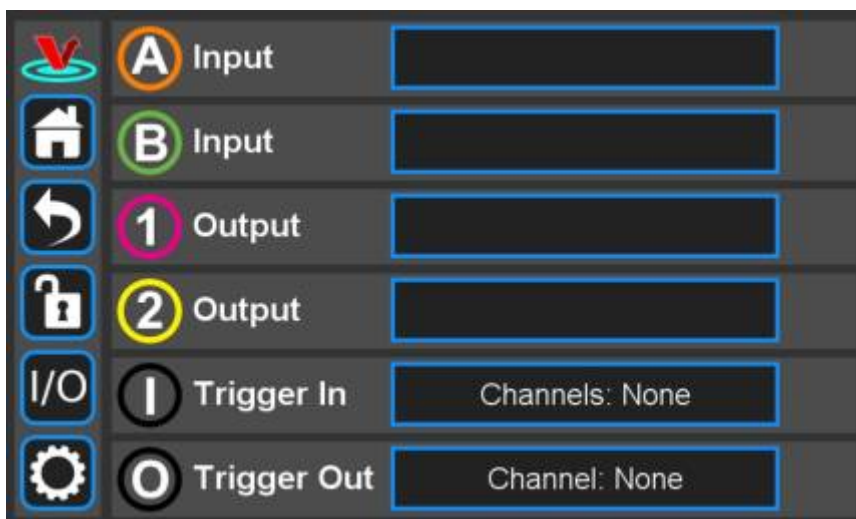 A Input
B Input
1 Output
2 Output
I/O
I Trigger In Channels: None
O Trigger Out Channel: None